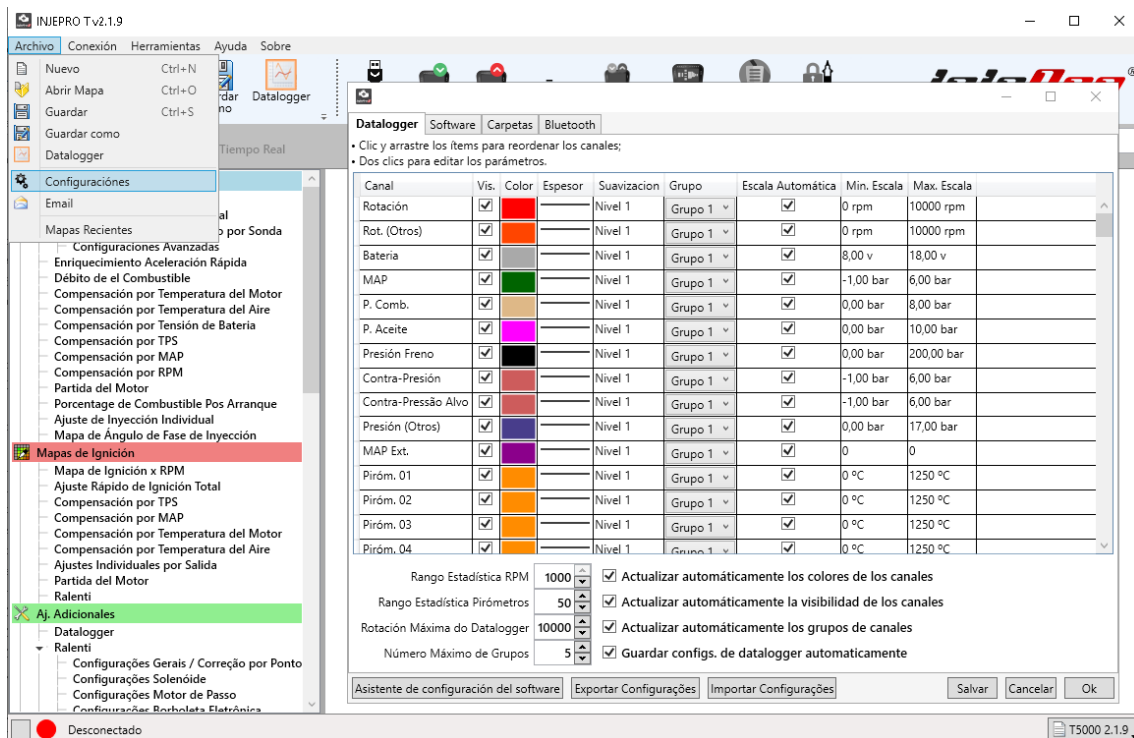 INJEPRO T v2.1.9
Archivo Conexión Herramientas Ayuda Sobre
Nuevo Ctrl+N
Abrir Mapa Ctrl+O
Guardar Ctrl+S
Guardar como
Datalogger
Configuraciónes
Email
Mapas Recientes
Datalogger
Tiempo Real
por Sonda
Configuraciones Avanzadas
Enriquecimiento Aceleración Rápida
Débito de el Combustible
Compensación por Temperatura del Motor
Compensación por Temperatura del Aire
Compensación por Tensión de Bateria
Compensación por TPS
Compensación por MAP
Compensación por RPM
Partida del Motor
Porcentage de Combustible Pos Arranque
Ajuste de Inyección Individual
Mapa de Ángulo de Fase de Inyección
Mapas de Ignición
Mapa de Ignición x RPM
Ajuste Rápido de Ignición Total
Compensación por TPS
Compensación por MAP
Compensación por Temperatura del Motor
Compensación por Temperatura del Aire
Ajustes Individuales por Salida
Partida del Motor
Ralenti
Aj. Adicionales
Datalogger
Ralenti
Configurações Gerais / Correção por Ponto
Configurações Solenóide
Configurações Motor de Passo
Configurações Borboleta Eletrônica
Datalogger Software Carpetas Bluetooth
• Clic y arrastre los ítems para reordenar los canales;
• Dos clics para editar los parámetros.
Canal Vis. Color Espesor Suavizacion Grupo Escala Automática Min. Escala Max. Escala
Rotación Nivel 1 Grupo 1 0 rpm 10000 rpm
Rot. (Otros) Nivel 1 Grupo 1 0 rpm 10000 rpm
Bateria Nivel 1 Grupo 1 8,00 v 18,00 v
MAP Nivel 1 Grupo 1 -1,00 bar 6,00 bar
P. Comb. Nivel 1 Grupo 1 0,00 bar 8,00 bar
P. Aceite Nivel 1 Grupo 1 0,00 bar 10,00 bar
Presión Freno Nivel 1 Grupo 1 0,00 bar 200,00 bar
Contra-Presión Nivel 1 Grupo 1 -1,00 bar 6,00 bar
Contra-Pressão Alvo Nivel 1 Grupo 1 -1,00 bar 6,00 bar
Presión (Otros) Nivel 1 Grupo 1 0,00 bar 17,00 bar
MAP Ext. Nivel 1 Grupo 1 0 0
Piróm. 01 Nivel 1 Grupo 1 0 ºC 1250 ºC
Piróm. 02 Nivel 1 Grupo 1 0 ºC 1250 ºC
Piróm. 03 Nivel 1 Grupo 1 0 ºC 1250 ºC
Piróm. 04 Nivel 1 Grupo 1 0 ºC 1250 ºC
Rango Estadística RPM 1000 Actualizar automáticamente los colores de los canales
Rango Estadística Pirómetros 50 Actualizar automáticamente la visibilidad de los canales
Rotación Máxima do Datalogger 10000 Actualizar automáticamente los grupos de canales
Número Máximo de Grupos 5 Guardar configs. de datalogger automaticamente
Asistente de configuración del software Exportar Configurações Importar Configurações Salvar Cancelar Ok
Desconectado T5000 2.1.9